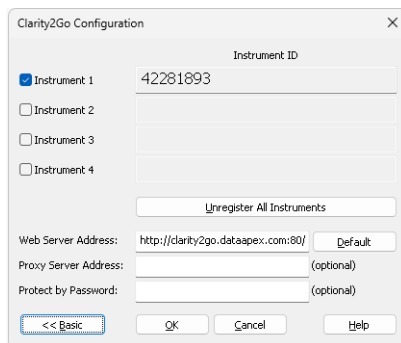 Clarity2Go Configuration
Instrument ID
Instrument 1 42281893
Instrument 2
Instrument 3
Instrument 4
Unregister All Instruments
Web Server Address: http://clarity2go.dataapex.com:80/ Default
Proxy Server Address: (optional)
Protect by Password: (optional)
<< Basic OK Cancel Help